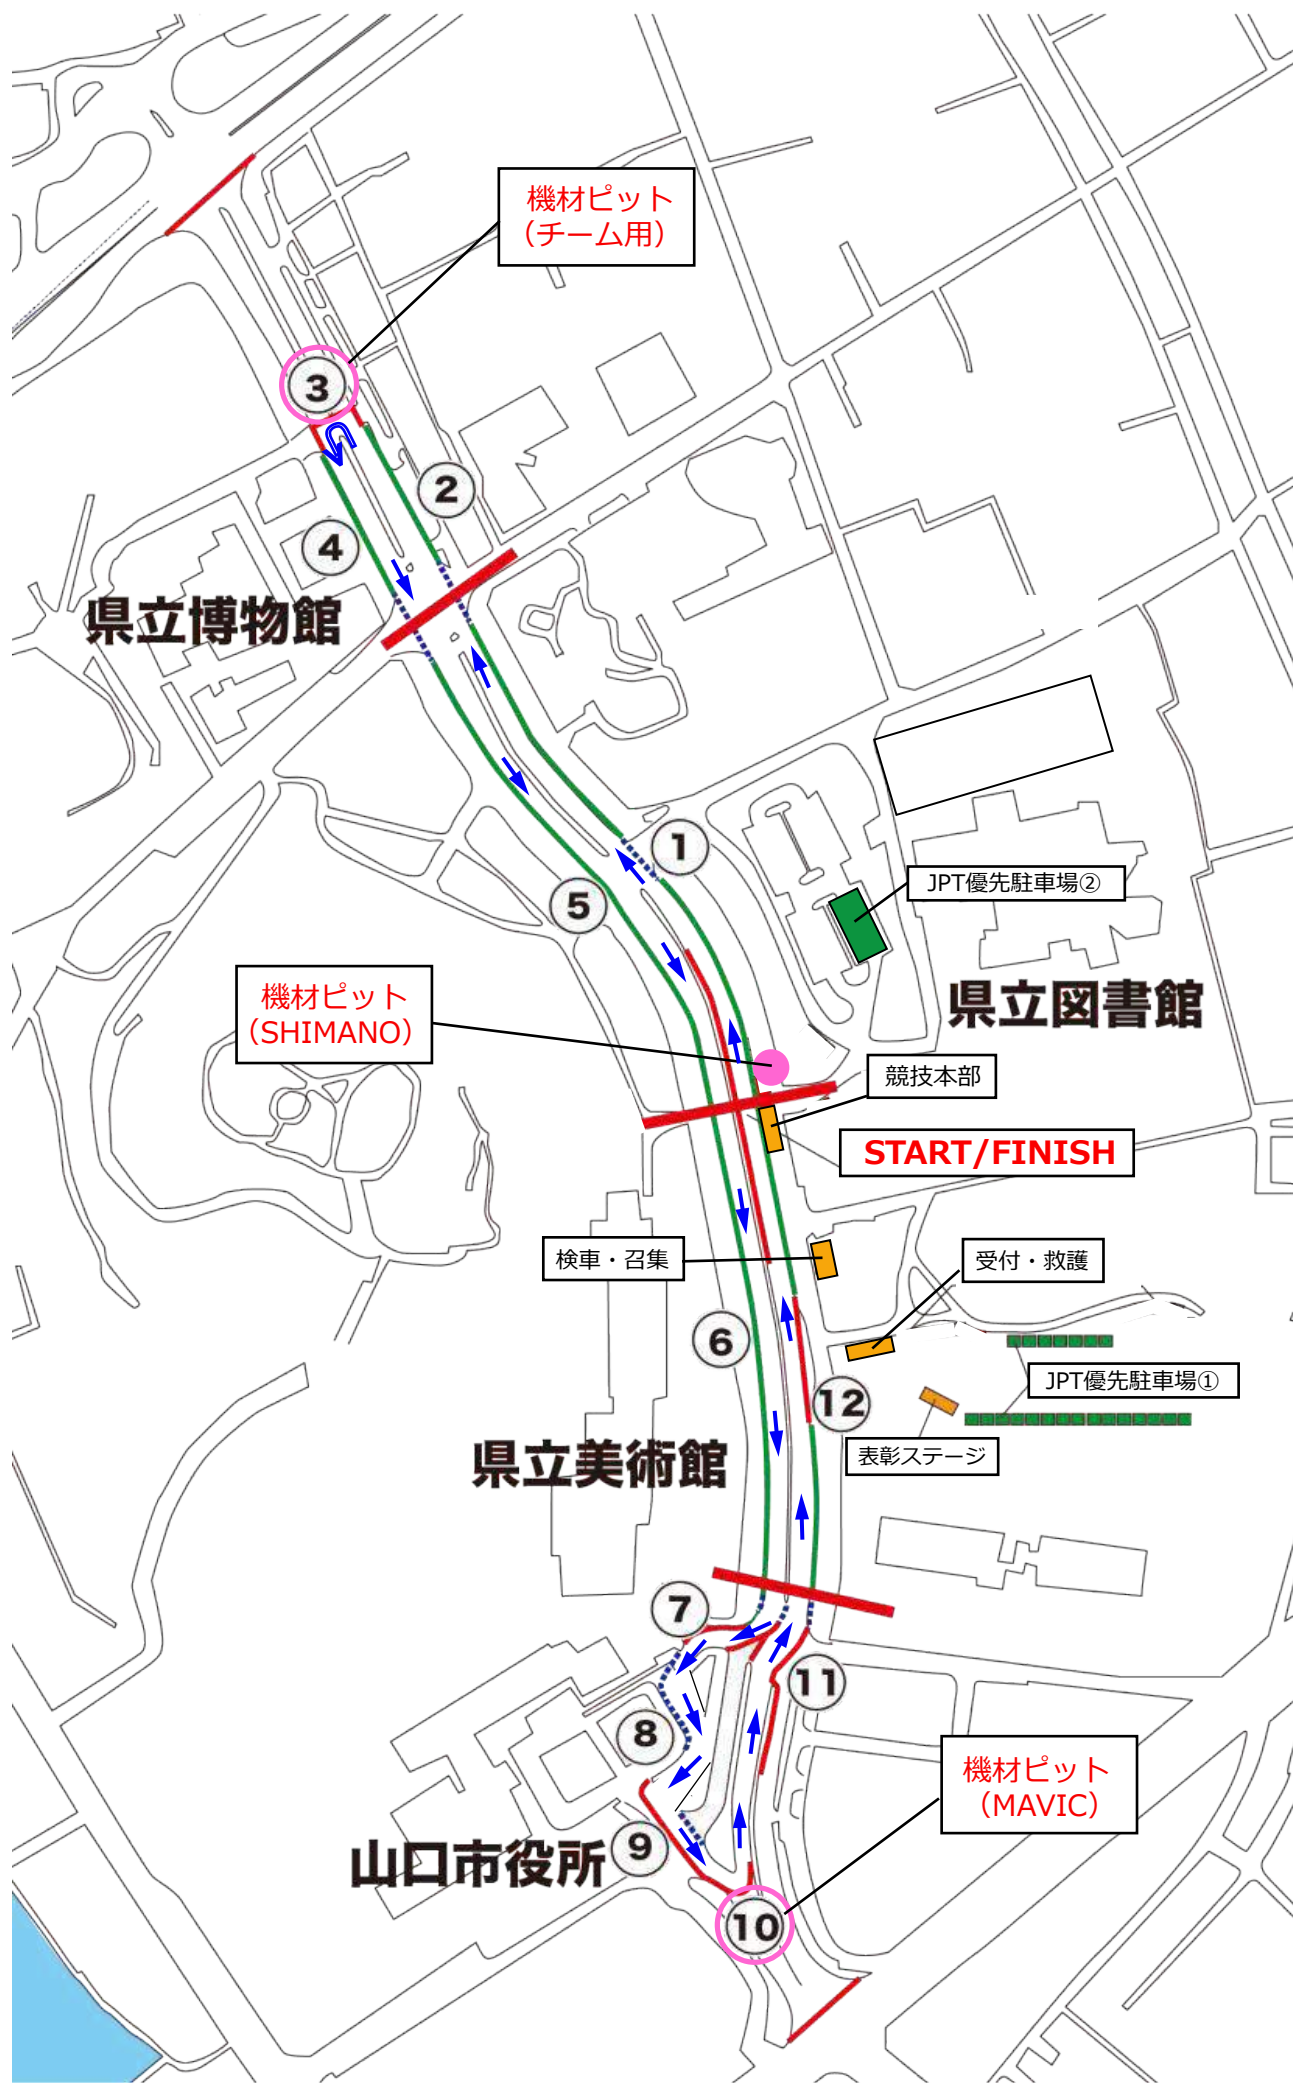 機材ピット
（チーム用）
3
2
4
県立博物館
1
JPT優先駐車場②
5
機材ピット
（SHIMANO）
県立図書館
競技本部
START/FINISH
検車・召集
受付・救護
6
JPT優先駐車場①
12
県立美術館
表彰ステージ
7
11
8
機材ピット
（MAVIC）
9
山口市役所
10